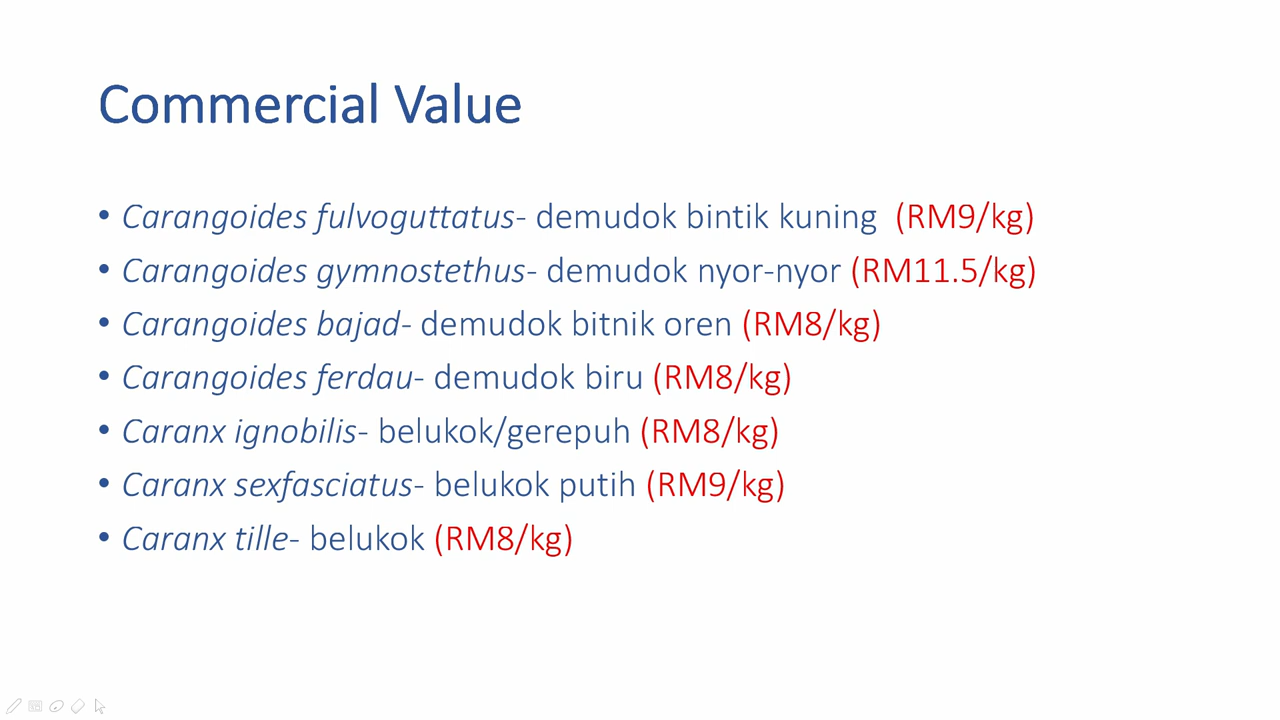 Commercial Value
• Carangoides fulvoguttatus- demudok bintik kuning (RM9/kg)
• Carangoides gymnostethus- demudok nyor-nyor (RM11.5/kg)
• Carangoides bajad- demudok bitnik oren (RM8/kg)
• Carangoides ferdau- demudok biru (RM8/kg)
• Caranx ignobilis- belukok/gerepuh (RM8/kg)
• Caranx sexfasciatus- belukok putih (RM9/kg)
• Caranx tille- belukok (RM8/kg)